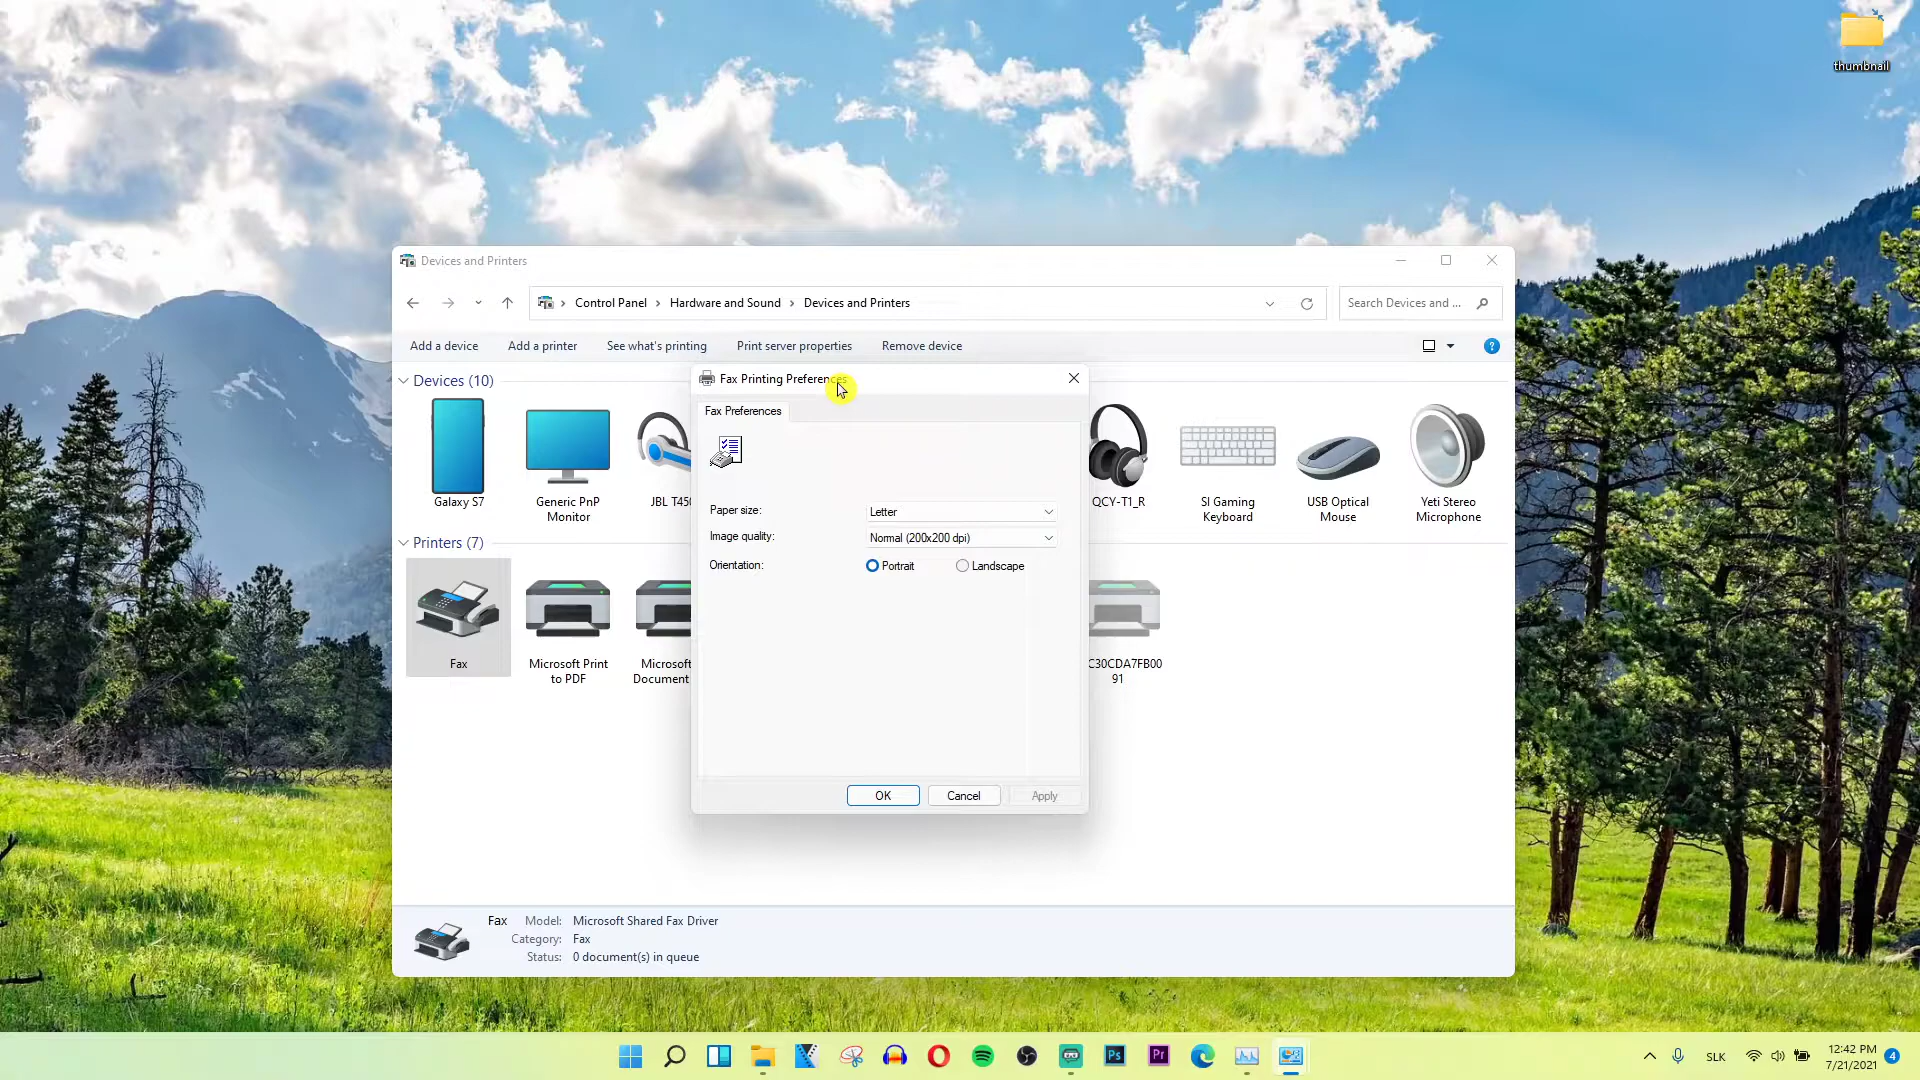 thumbnail
Devices and Printers
Control Panel
Hardware and Sound
Devices and Printers
Search Devices and ...
Add a device
Add a printer
See what's printing
Print server properties
Remove device
Devices (10)
Galaxy S7
Generic PnP
Monitor
JBL T450
QCY-T1_R
SI Gaming
Keyboard
USB Optical
Mouse
Yeti Stereo
Microphone
Printers (7)
Fax
Microsoft Print
to PDF
Microsoft
Document
C30CDA7FB00
91
Fax Printing Preferences
Fax Preferences
Paper size:
Letter
Image quality:
Normal (200x200 dpi)
Orientation:
Portrait
Landscape
OK
Cancel
Apply
Fax
Model: Microsoft Shared Fax Driver
Category: Fax
Status: 0 document(s) in queue
Ps
Pr
SLK
12:42 PM
7/21/2021
4